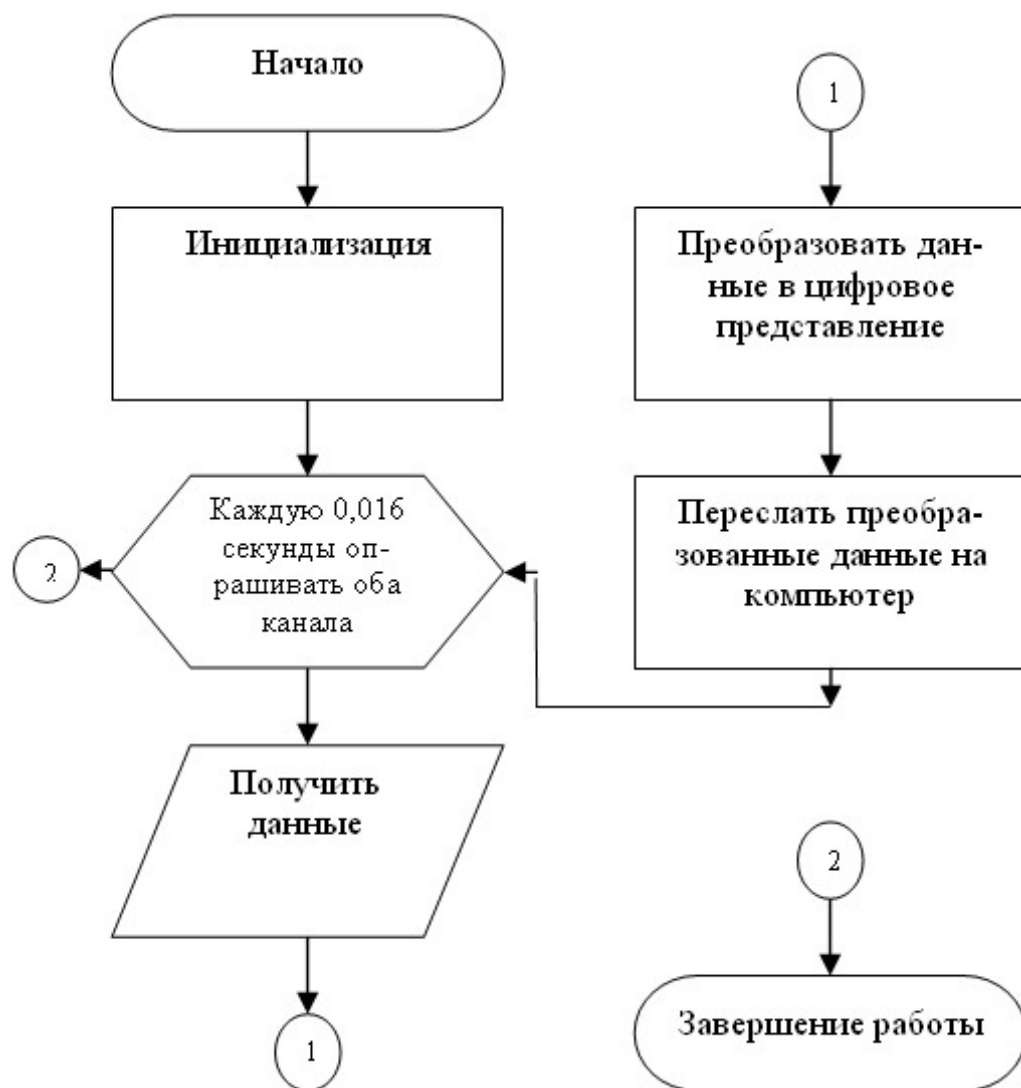 Начало
Инициализация
Каждую 0,016
секунды оп-
рашивать оба
канала
2
Получить
данные
1
1
Преобразовать дан-
ные в цифровое
представление
Переслать преобра-
зованные данные на
компьютер
2
Завершение работы